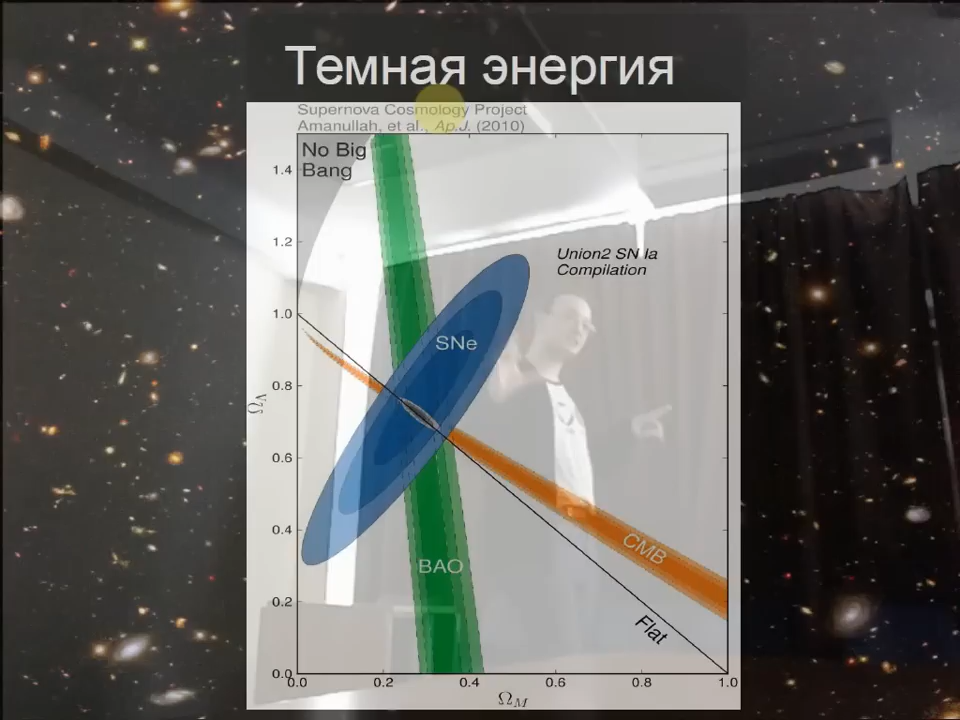 Темная энергия
Supernova Cosmology Project
Amanullah, et al., Ap.J. (2010)
No Big
Bang
Union2 SN Ia
Compilation
SNe
BAO
CMB
Flat
1.4
1.2
1.0
0.8
0.6
0.4
0.2
0.0
Ω_Λ
0.0 0.2 0.4 0.6 0.8 1.0
Ω_M